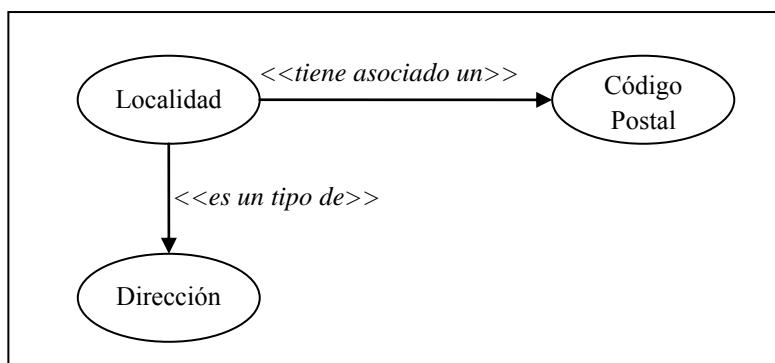 <<tiene asociado un>>
Localidad
Código
Postal
<<es un tipo de>>
Dirección